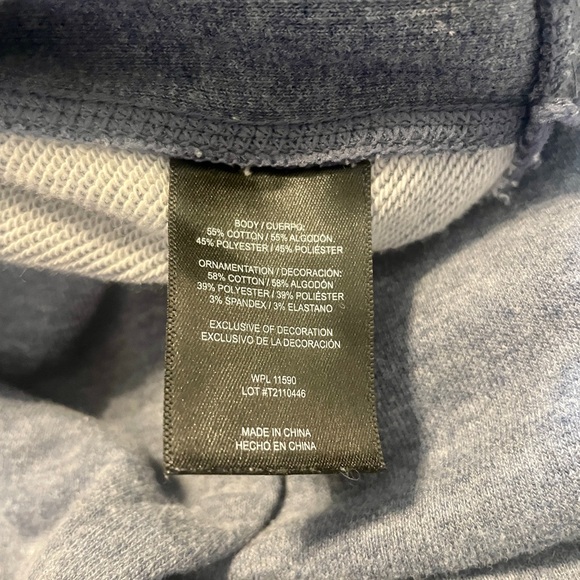 BODY / CUERPO:
55% COTTON / 55% ALGODÓN
45% POLYESTER / 45% POLIÉSTER
ORNAMENTATION / DECORACIÓN:
58% COTTON / 58% ALGODÓN
39% POLYESTER / 39% POLIÉSTER
3% SPANDEX / 3% ELASTANO
EXCLUSIVE OF DECORATION
EXCLUSIVO DE LA DECORACIÓN
WPL 11590
LOT #T2110446
MADE IN CHINA
HECHO EN CHINA